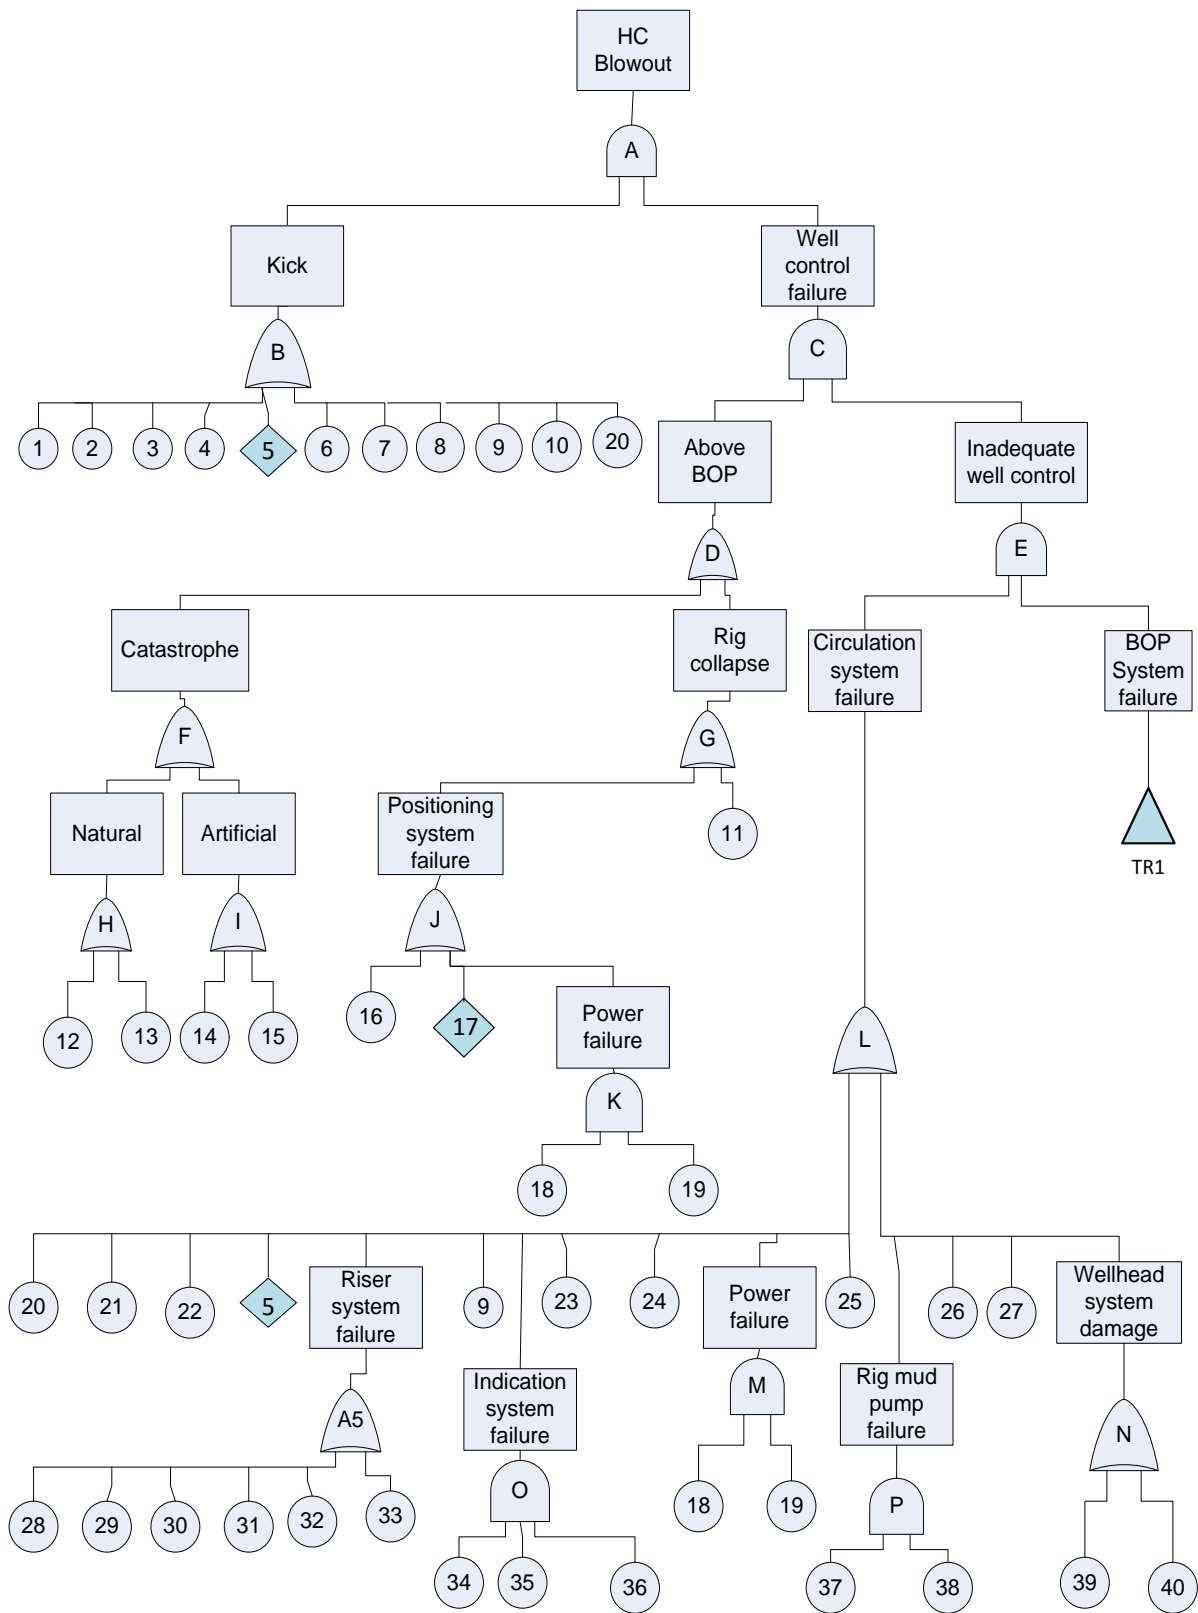 HC
Blowout
A
Kick
Well
control
failure
B
C
1 2 3 4 5 6 7 8 9 10 20
Above
BOP
Inadequate
well control
D
E
Catastrophe
Rig
collapse
Circulation
system
failure
BOP
System
failure
F
G
Natural
Artificial
Positioning
system
failure
11
TR1
H
I
J
12 13 14 15
16
17
Power
failure
L
K
18 19
20 21 22 5
Riser
system
failure
9
23 24
Power
failure
25
26 27
Wellhead
system
damage
Indication
system
failure
M
Rig mud
pump
failure
A5
N
O
P
28 29 30 31 32 33
18 19
34 35 36
37 38
39 40